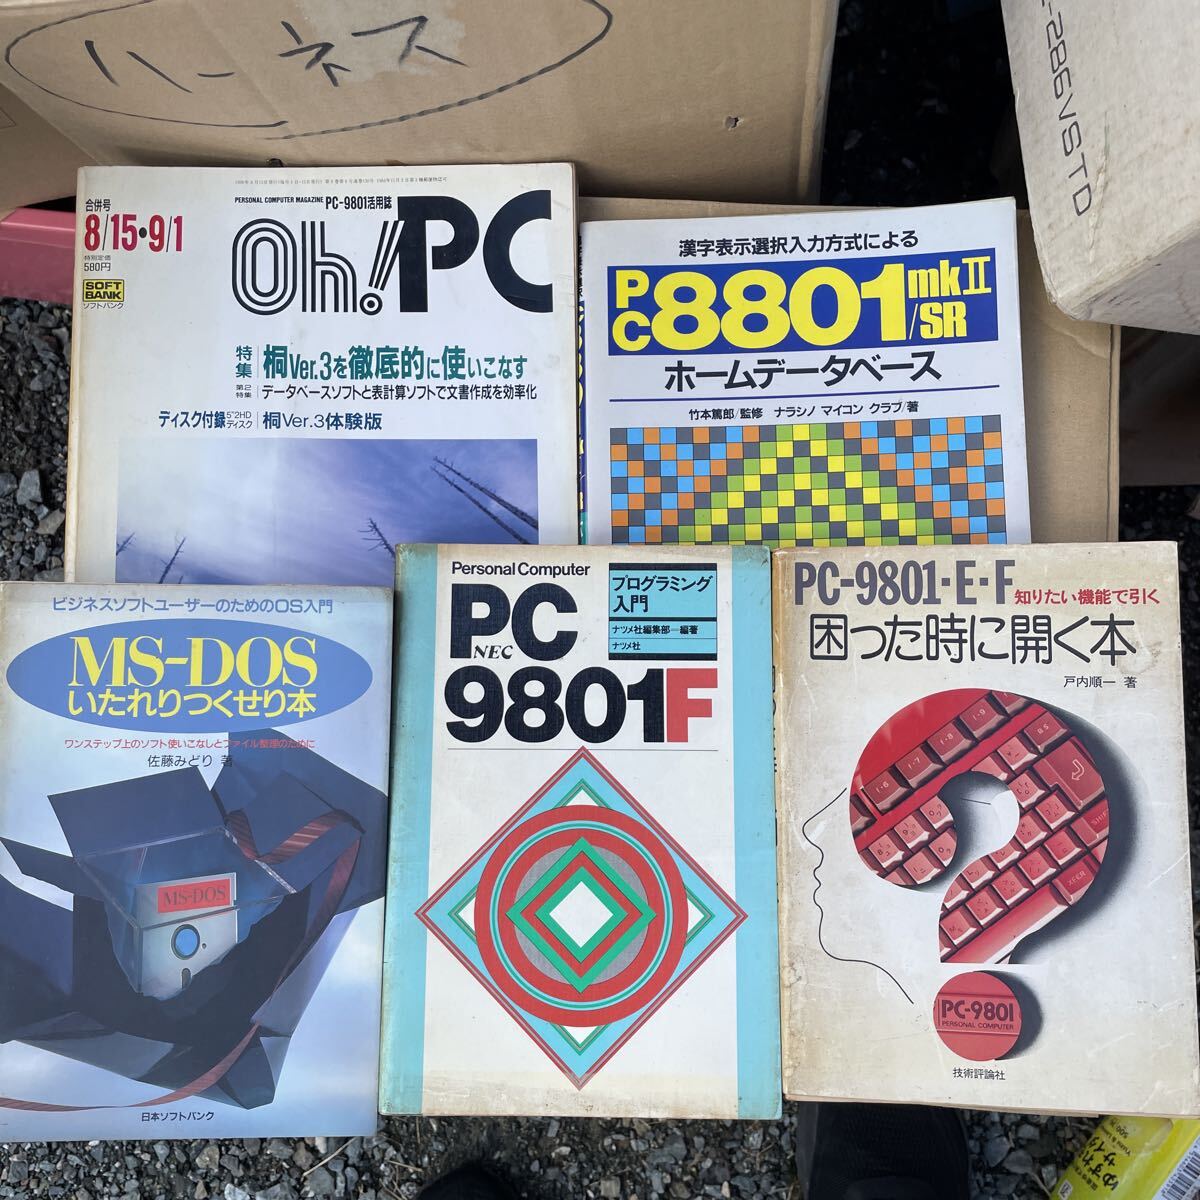 ハーネス
-286VSTD
合併号
8/15・9/1
特別定価
580円
SOFT
BANK
ソフトバンク
PERSONAL COMPUTER MAGAZINE PC-9801活用誌
Oh!PC
特集
桐Ver.3を徹底的に使いこなす
第2特集
データベースソフトと表計算ソフトで文書作成を効率化
ディスク付録 5"2HDディスク 桐Ver.3体験版
漢字表示選択入力方式による
PC8801mkII/SR
ホームデータベース
竹本篤郎/監修 ナラシノ マイコン クラブ/著
ビジネスソフトユーザーのためのOS入門
MS-DOS
いたれりつくせり本
ワンステップ上のソフト使いこなしとファイル整理のために
佐藤みどり 著
MS-DOS
日本ソフトバンク
Personal Computer
PC
NEC
9801F
プログラミング
入門
ナツメ社編集部―編著
ナツメ社
PC-9801・E・F 知りたい機能で引く
困った時に開く本
戸内順一 著
PC-9801
PERSONAL COMPUTER
技術評論社